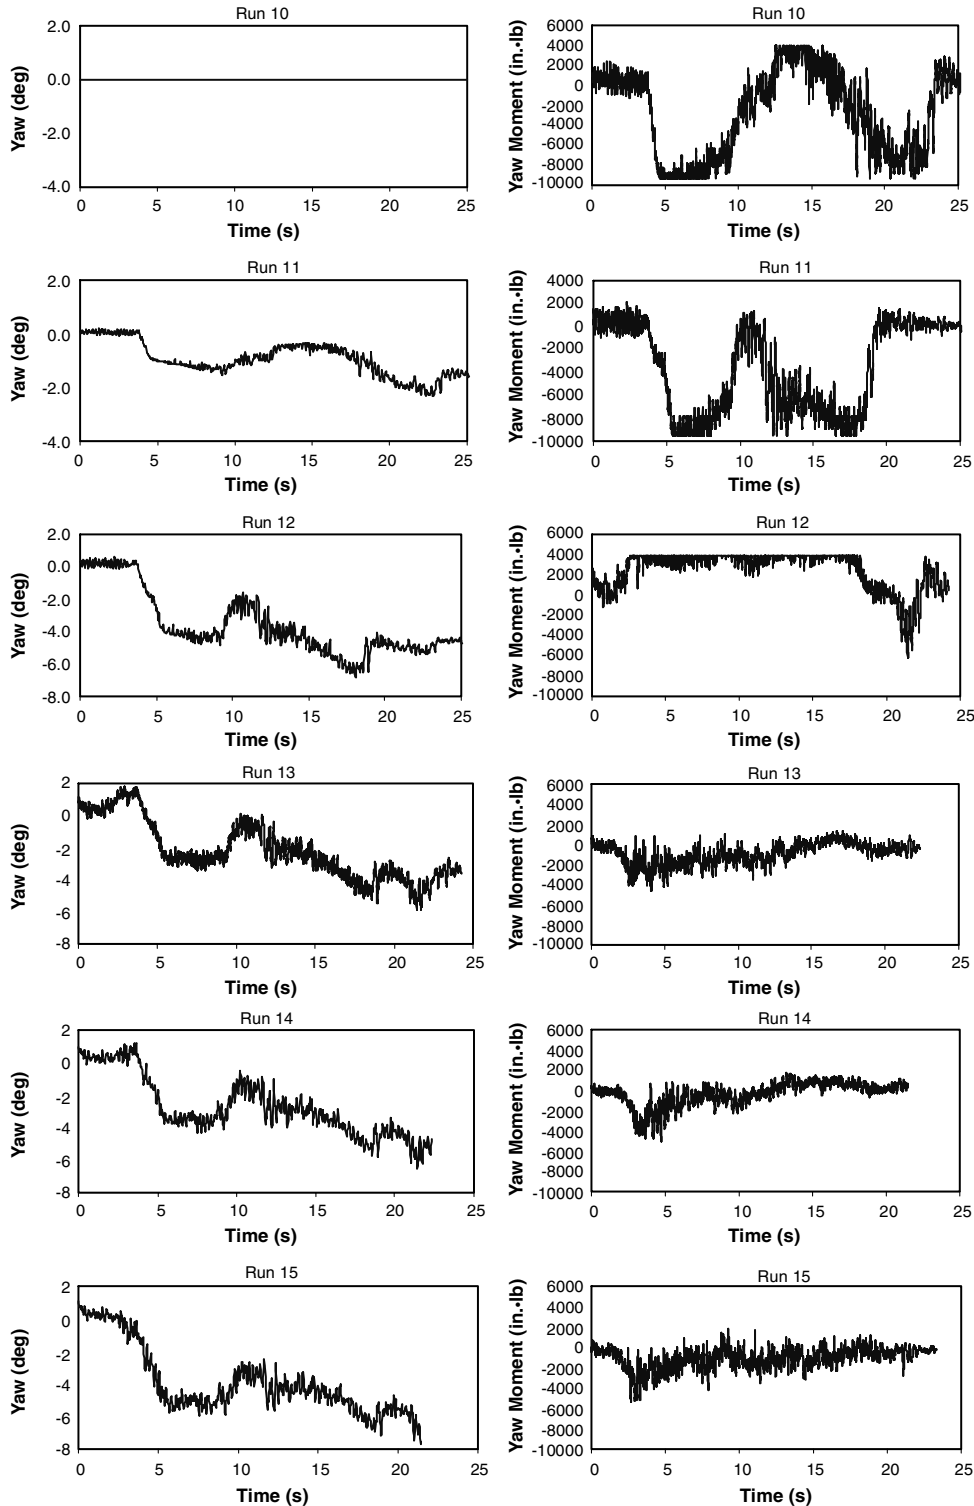 Run 10
Yaw (deg)
2.0
0.0
-2.0
-4.0
0 5 10 15 20 25
Time (s)
Run 10
Yaw Moment (in.•lb)
6000
4000
2000
0
-2000
-4000
-6000
-8000
-10000
0 5 10 15 20 25
Time (s)
Run 11
Yaw (deg)
2.0
0.0
-2.0
-4.0
0 5 10 15 20 25
Time (s)
Run 11
Yaw Moment (in.•lb)
4000
2000
0
-2000
-4000
-6000
-8000
-10000
0 5 10 15 20 25
Time (s)
Run 12
Yaw (deg)
2.0
0.0
-2.0
-4.0
-6.0
-8.0
0 5 10 15 20 25
Time (s)
Run 12
Yaw Moment (in.•lb)
6000
4000
2000
0
-2000
-4000
-6000
-8000
-10000
0 5 10 15 20 25
Time (s)
Run 13
Yaw (deg)
2
0
-2
-4
-6
-8
0 5 10 15 20 25
Time (s)
Run 13
Yaw Moment (in.•lb)
6000
4000
2000
0
-2000
-4000
-6000
-8000
-10000
0 5 10 15 20 25
Time (s)
Run 14
Yaw (deg)
2
0
-2
-4
-6
-8
0 5 10 15 20 25
Time (s)
Run 14
Yaw Moment (in.•lb)
6000
4000
2000
0
-2000
-4000
-6000
-8000
-10000
0 5 10 15 20 25
Time (s)
Run 15
Yaw (deg)
2
0
-2
-4
-6
-8
0 5 10 15 20 25
Time (s)
Run 15
Yaw Moment (in.•lb)
6000
4000
2000
0
-2000
-4000
-6000
-8000
-10000
0 5 10 15 20 25
Time (s)